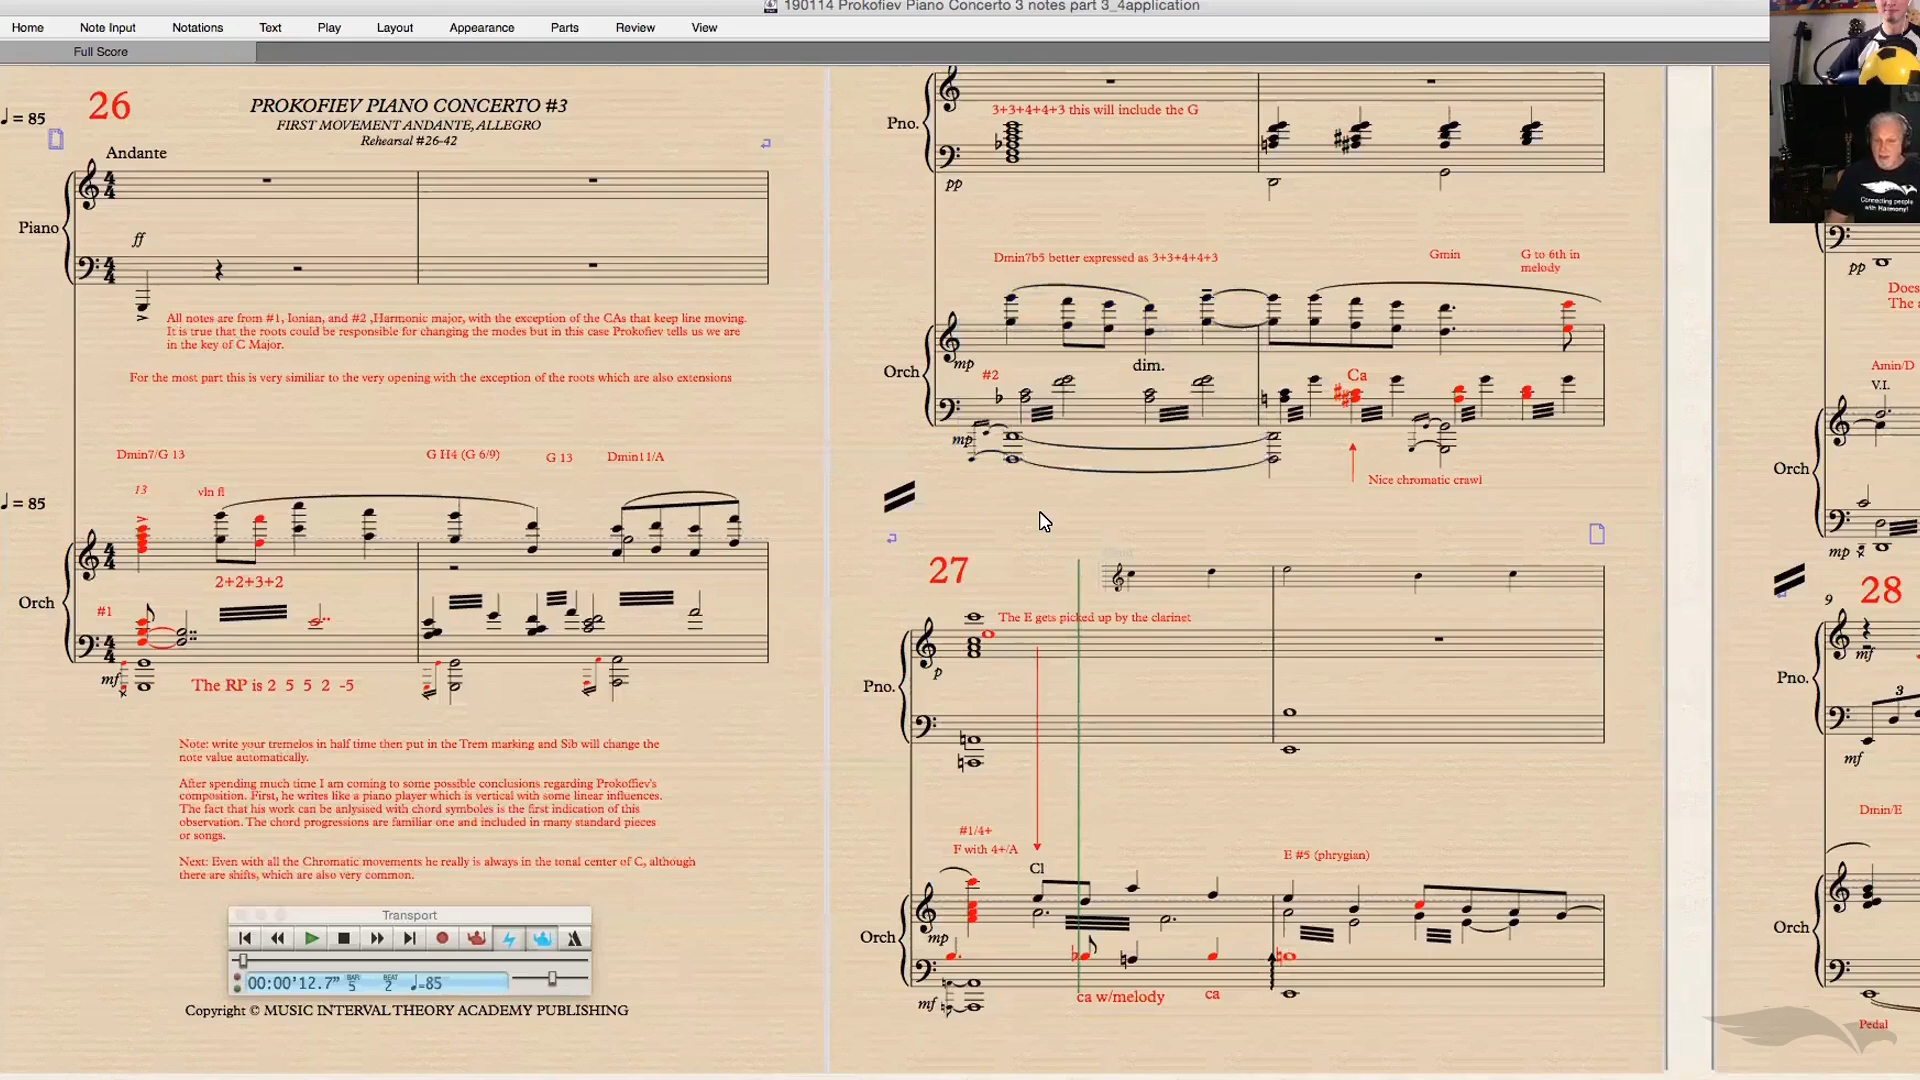 190114 Prokofiev Piano Concerto 3 notes part 3_4application
Home Note Input Notations Text Play Layout Appearance Parts Review View
Full Score
26
♩ = 85
PROKOFIEV PIANO CONCERTO #3
FIRST MOVEMENT ANDANTE, ALLEGRO
Rehearsal #26-42
Andante
Piano
ff
All notes are from #1, Ionian, and #2 ,Harmonic major, with the exception of the CAs that keep line moving.
It is true that the roots could be responsible for changing the modes but in this case Prokofiev tells us we are
in the key of C Major.
For the most part this is very similiar to the very opening with the exception of the roots which are also extensions
Dmin7/G 13
G H4 (G 6/9)
G 13
Dmin11/A
13
vln fl
♩ = 85
2+2+3+2
Orch
#1
mf
The RP is 2 5 5 2 -5
Note: write your tremelos in half time then put in the Trem marking and Sib will change the
note value automatically.
After spending much time I am coming to some possible conclusions regarding Prokoffiev's
composition. First, he writes like a piano player which is vertical with some linear influences.
The fact that his work can be anlysised with chord symboles is the first indication of this
observation. The chord progressions are familiar one and included in many standard pieces
or songs.
Next: Even with all the Chromatic movements he really is always in the tonal center of C, although
there are shifts, which are also very common.
Transport
00:00'12.7" BAR 5 BEAT 2 ♩=85
Copyright © MUSIC INTERVAL THEORY ACADEMY PUBLISHING
Pno.
3+3+4+4+3 this will include the G
pp
Dmin7b5 better expressed as 3+3+4+4+3
Gmin
G to 6th in
melody
Orch
mp
dim.
#2
Ca
mp
Nice chromatic crawl
27
The E gets picked up by the clarinet
Pno.
p
#1/4+
F with 4+/A
Cl
E #5 (phrygian)
Orch
mp
mf
ca w/melody
ca
Connecting people
with Harmony!
pp
Does
The a
Amin/D
V.I.
Orch
mp
28
9
mf
Pno.
3
mf
Dmin/E
Orch
Pedal